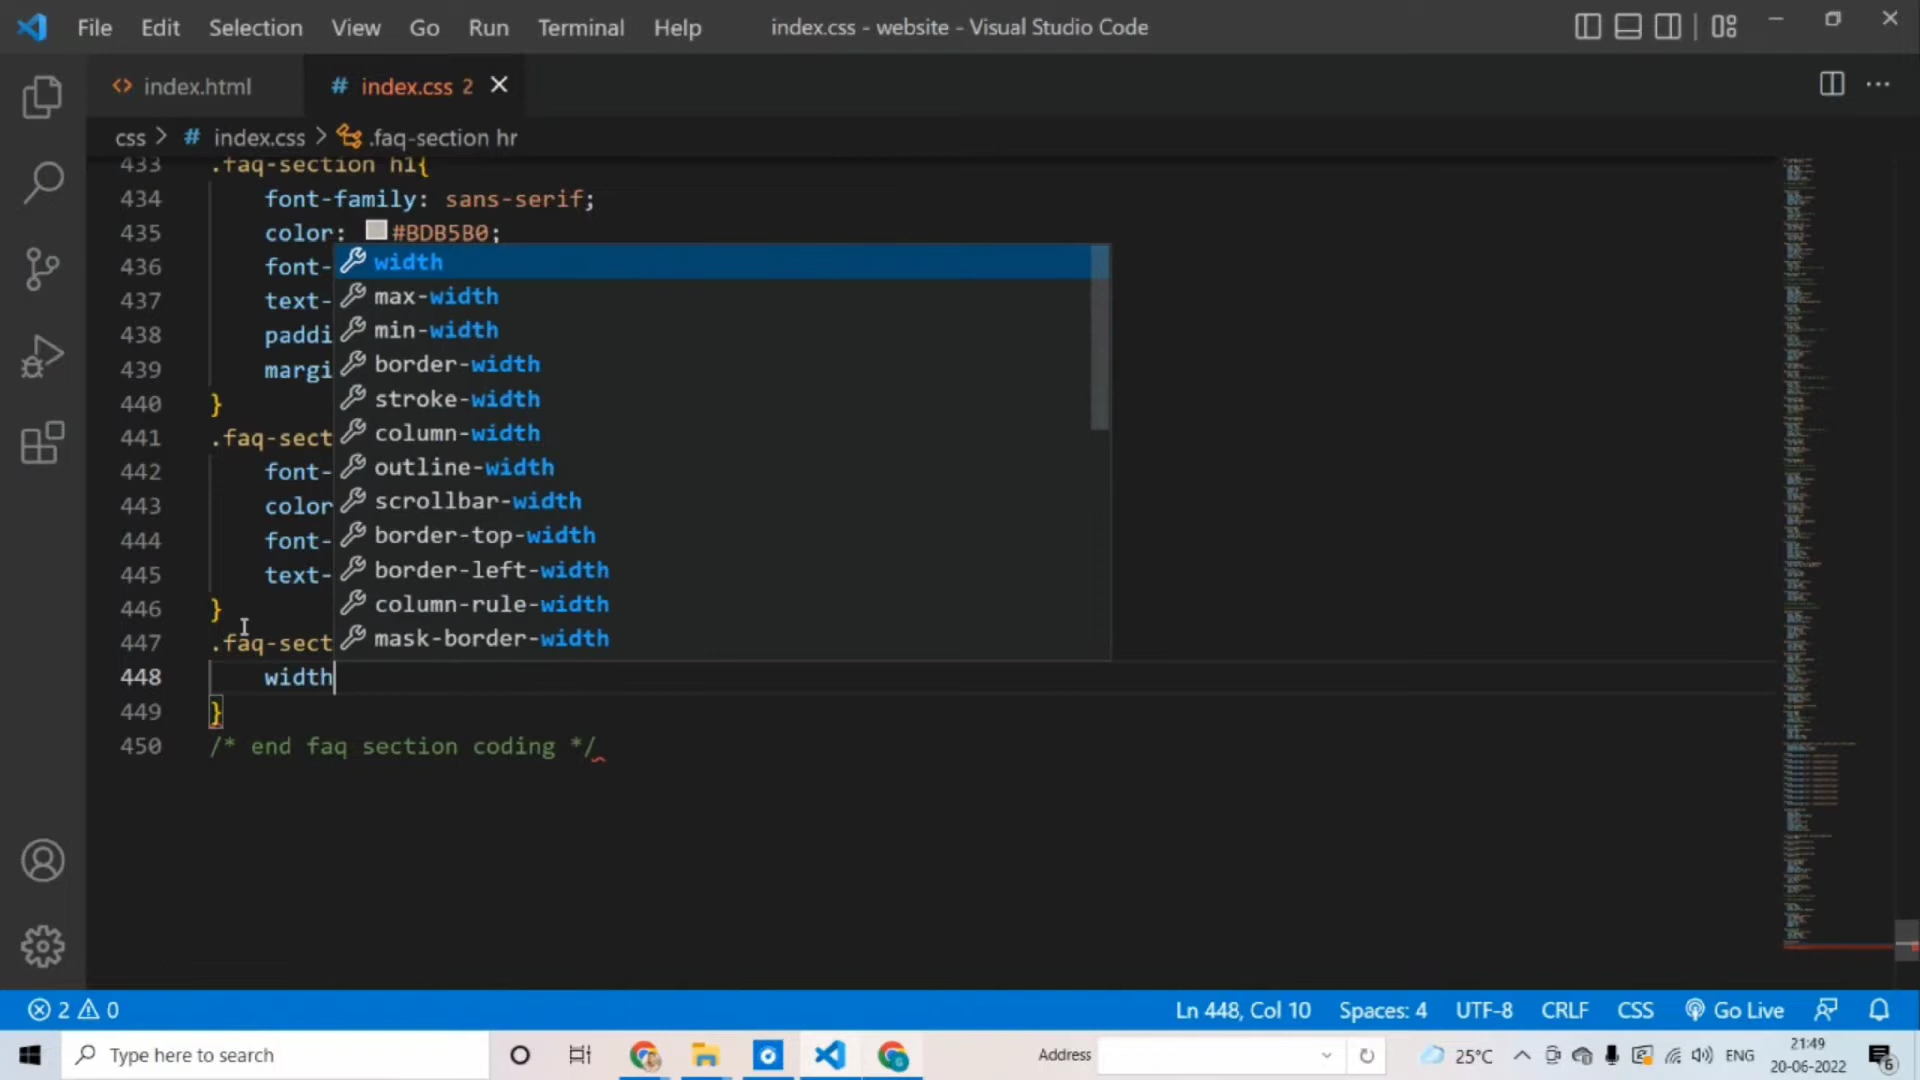 File Edit Selection View Go Run Terminal Help index.css - website - Visual Studio Code
index.html index.css 2
css > # index.css > .faq-section hr
433 .faq-section h1{
434 font-family: sans-serif;
435 color: #BDB5B0;
436 font-
437 text-
438 paddi
439 margi
440 }
441 .faq-sect
442 font-
443 color
444 font-
445 text-
446 }
447 .faq-sect
448 width
449 }
450 /* end faq section coding */
width
max-width
min-width
border-width
stroke-width
column-width
outline-width
scrollbar-width
border-top-width
border-left-width
column-rule-width
mask-border-width
2 0 Ln 448, Col 10 Spaces: 4 UTF-8 CRLF CSS Go Live
Type here to search Address 25°C ENG 21:49
20-06-2022 6